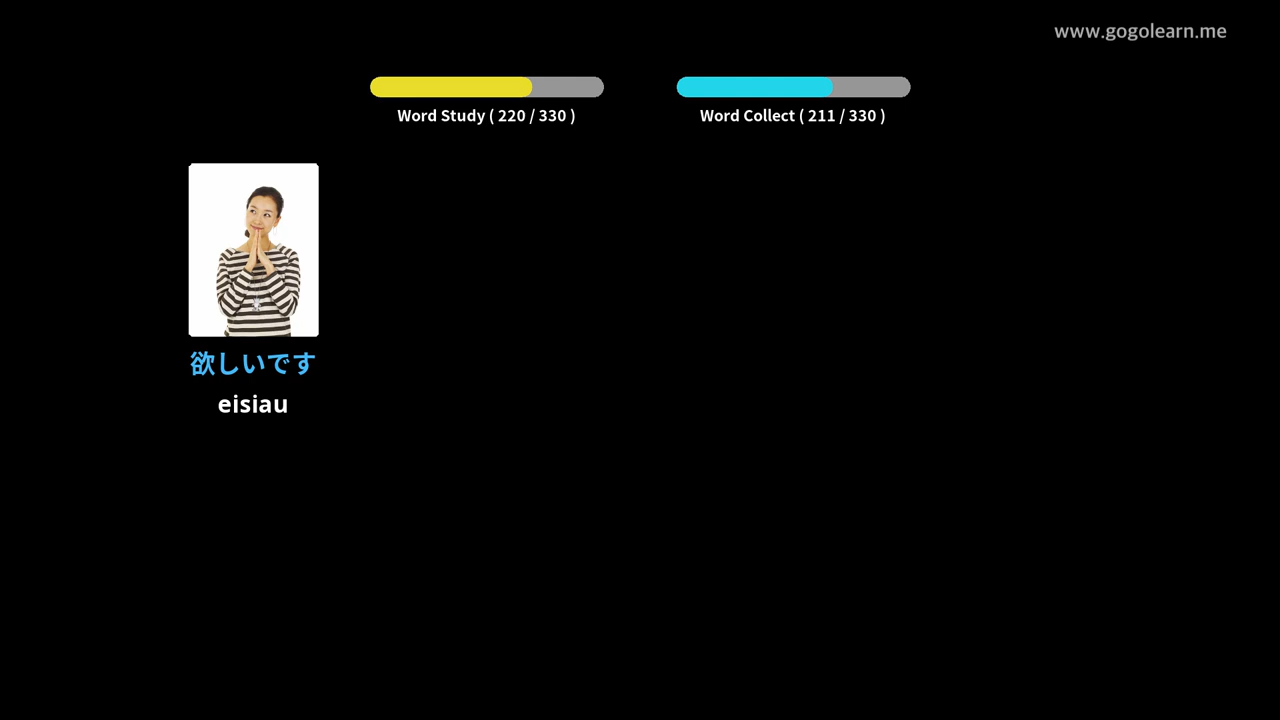 www.gogolearn.me
Word Study ( 220 / 330 )
Word Collect ( 211 / 330 )
欲しいです
eisiau